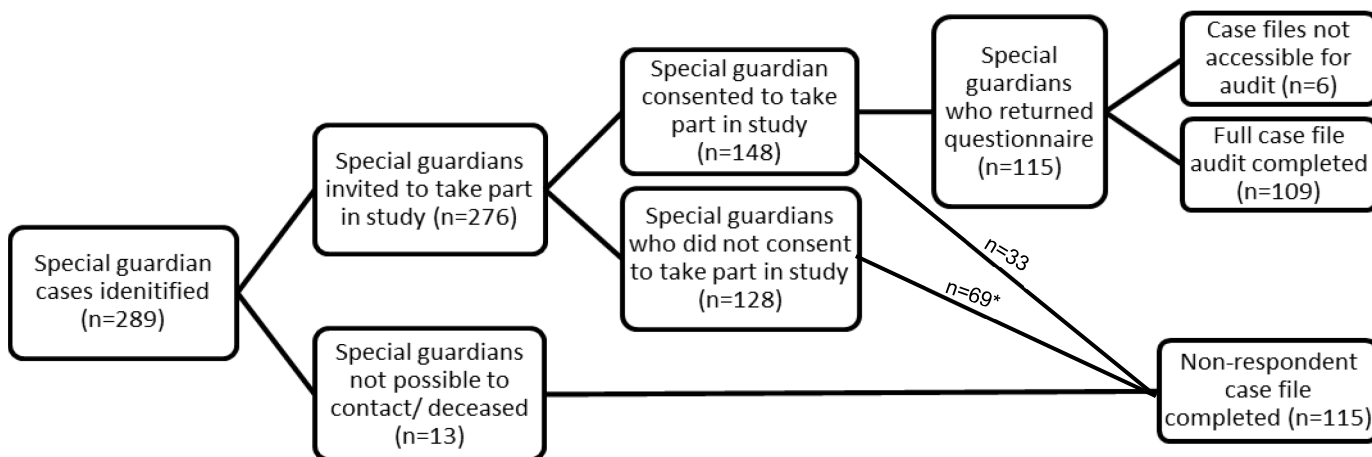 Special guardian
cases idenitified
(n=289)
Special guardians
invited to take part
in study (n=276)
Special guardians
not possible to
contact/ deceased
(n=13)
Special guardian
consented to take
part in study
(n=148)
Special guardians
who did not consent
to take part in study
(n=128)
Special
guardians
who returned
questionnaire
(n=115)
Case files not
accessible for
audit (n=6)
Full case file
audit completed
(n=109)
n=33
n=69*
Non-respondent
case file
completed (n=115)